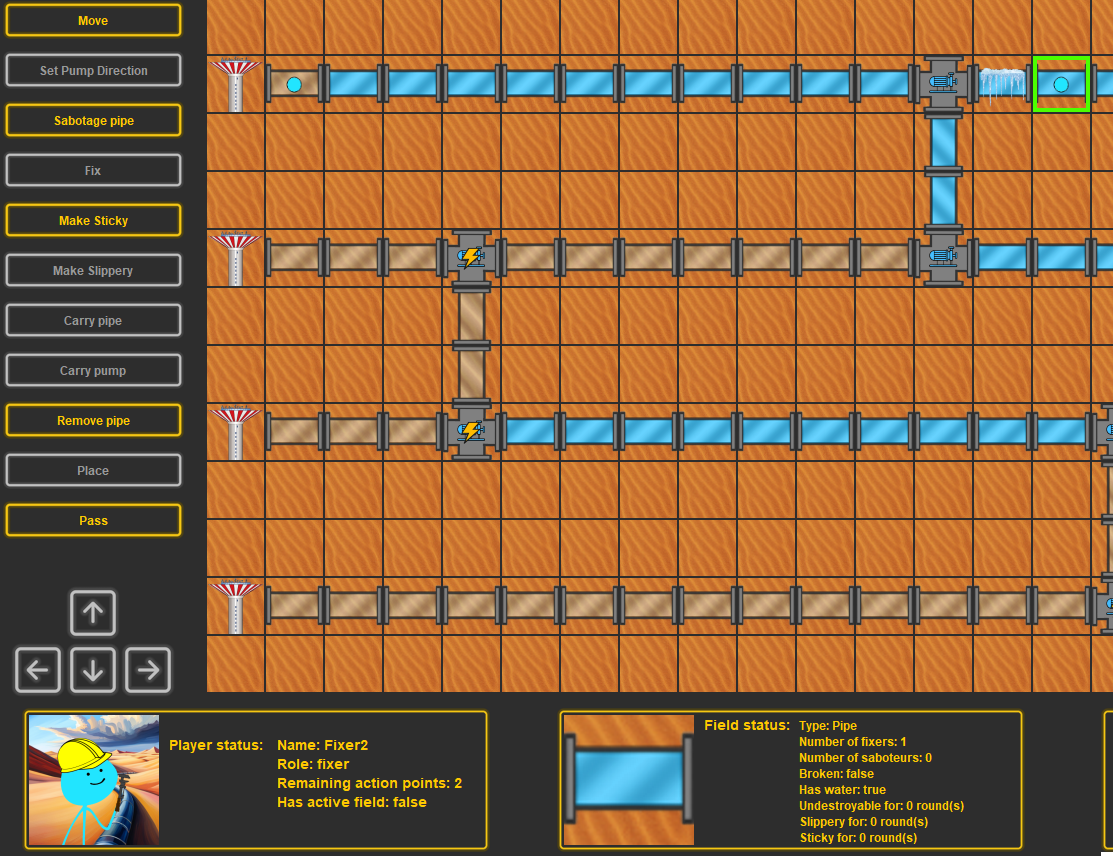 Move
Set Pump Direction
Sabotage pipe
Fix
Make Sticky
Make Slippery
Carry pipe
Carry pump
Remove pipe
Place
Pass
Player status:
Name: Fixer2
Role: fixer
Remaining action points: 2
Has active field: false
Field status:
Type: Pipe
Number of fixers: 1
Number of saboteurs: 0
Broken: false
Has water: true
Undestroyable for: 0 round(s)
Slippery for: 0 round(s)
Sticky for: 0 round(s)